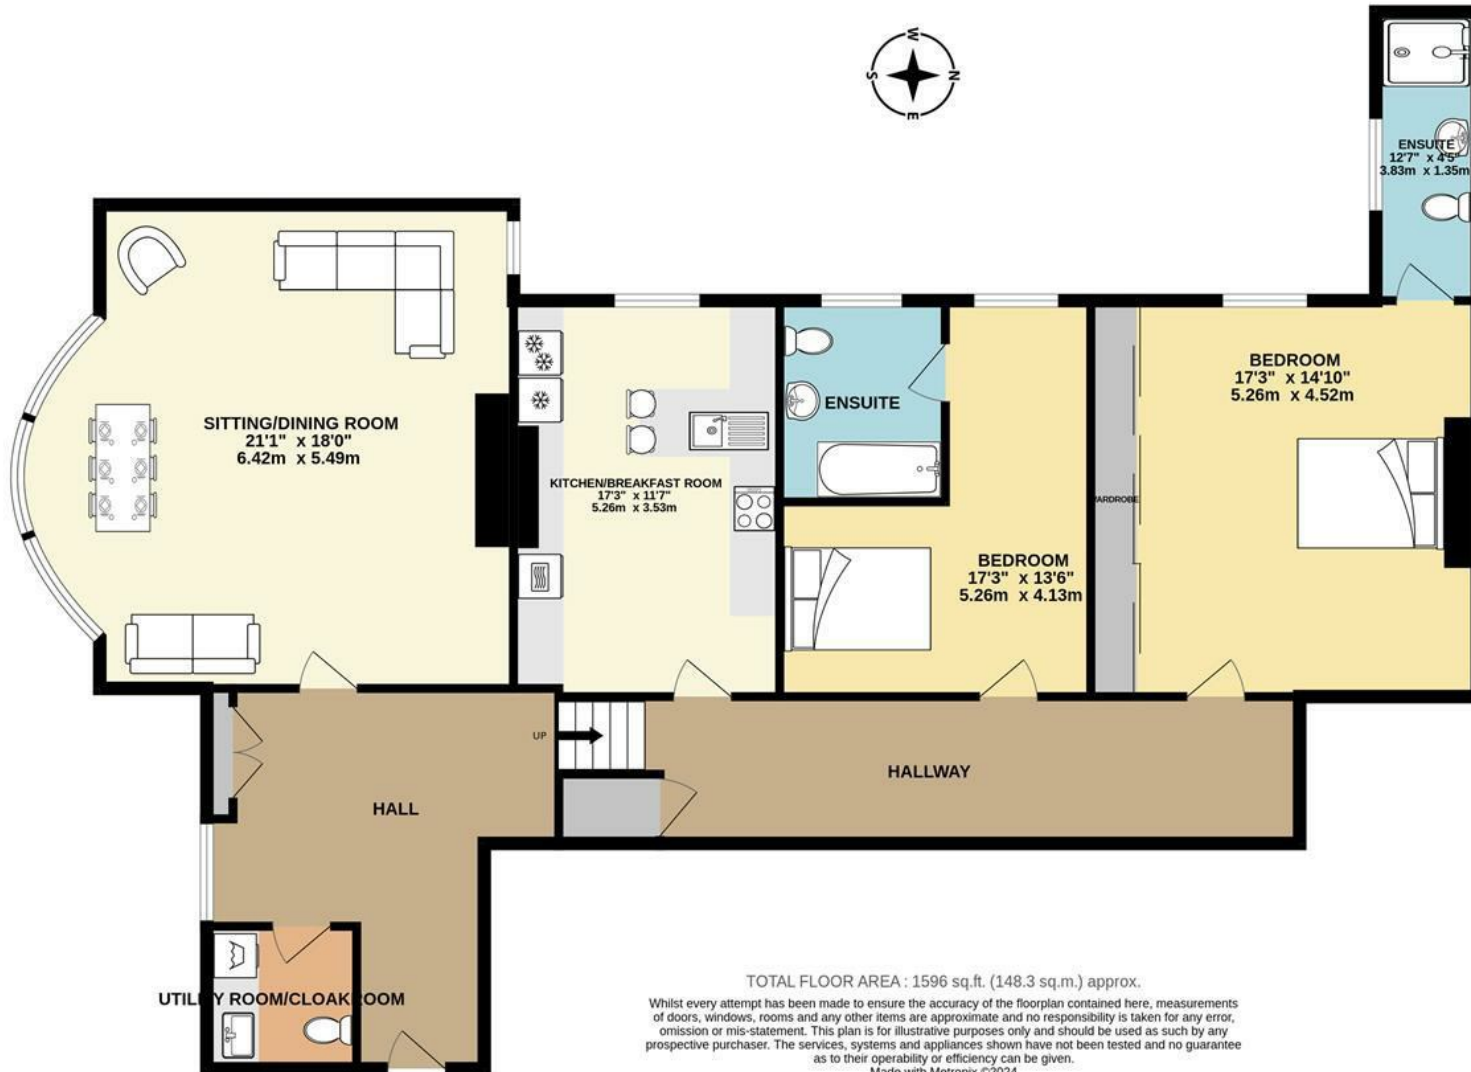 W
S
N
E
ENSUITE
12'7" x 4'5"
3.83m x 1.35m
SITTING/DINING ROOM
21'1" x 18'0"
6.42m x 5.49m
KITCHEN/BREAKFAST ROOM
17'3" x 11'7"
5.26m x 3.53m
ENSUITE
BEDROOM
17'3" x 13'6"
5.26m x 4.13m
BEDROOM
17'3" x 14'10"
5.26m x 4.52m
WARDROBE
UP
HALL
HALLWAY
UTILITY ROOM/CLOAKROOM
TOTAL FLOOR AREA : 1596 sq.ft. (148.3 sq.m.) approx.
Whilst every attempt has been made to ensure the accuracy of the floorplan contained here, measurements
of doors, windows, rooms and any other items are approximate and no responsibility is taken for any error,
omission or mis-statement. This plan is for illustrative purposes only and should be used as such by any
prospective purchaser. The services, systems and appliances shown have not been tested and no guarantee
as to their operability or efficiency can be given.
Made with Metropix ©2024